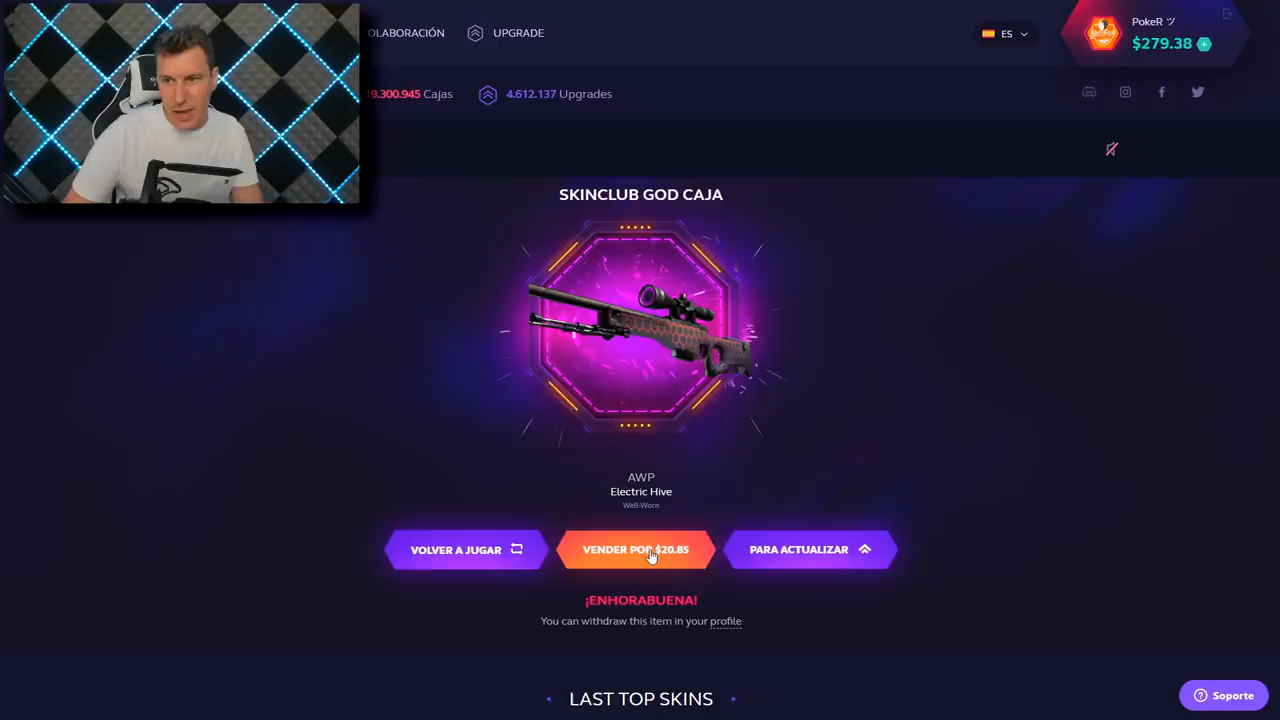 OLABORACIÓN
UPGRADE
ES
PokeR ツ
$279.38
19.300.945 Cajas
4.612.137 Upgrades
SKINCLUB GOD CAJA
AWP
Electric Hive
Well-Worn
VOLVER A JUGAR
VENDER POR $20.85
PARA ACTUALIZAR
¡ENHORABUENA!
You can withdraw this item in your profile
LAST TOP SKINS
Soporte